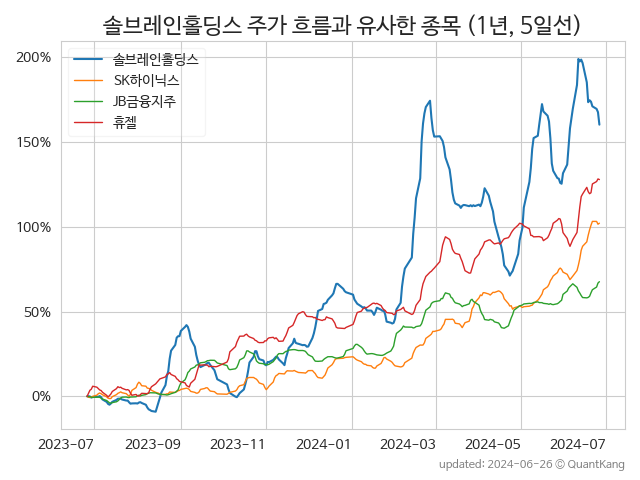 솔브레인홀딩스 주가 흐름과 유사한 종목 (1년, 5일선)
솔브레인홀딩스
SK하이닉스
JB금융지주
휴젤
200%
150%
100%
50%
0%
2023-07 2023-09 2023-11 2024-01 2024-03 2024-05 2024-07
updated: 2024-06-26 © QuantKang